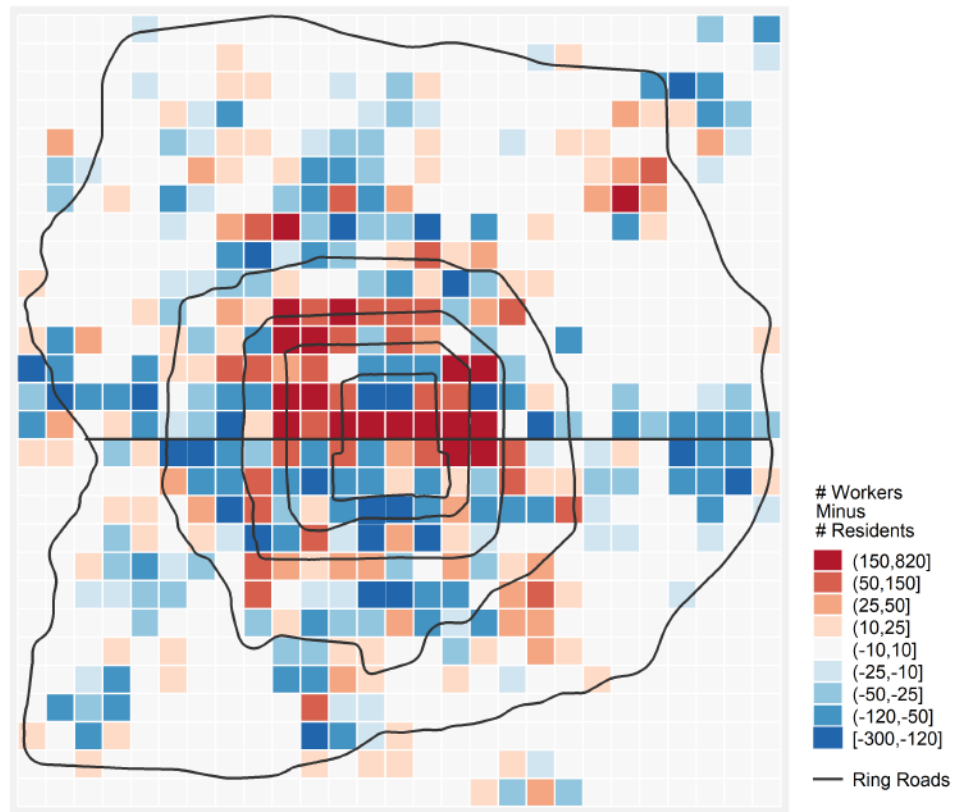 # Workers
Minus
# Residents
(150,820]
(50,150]
(25,50]
(10,25]
(-10,10]
(-25,-10]
(-50,-25]
(-120,-50]
[-300,-120]
Ring Roads